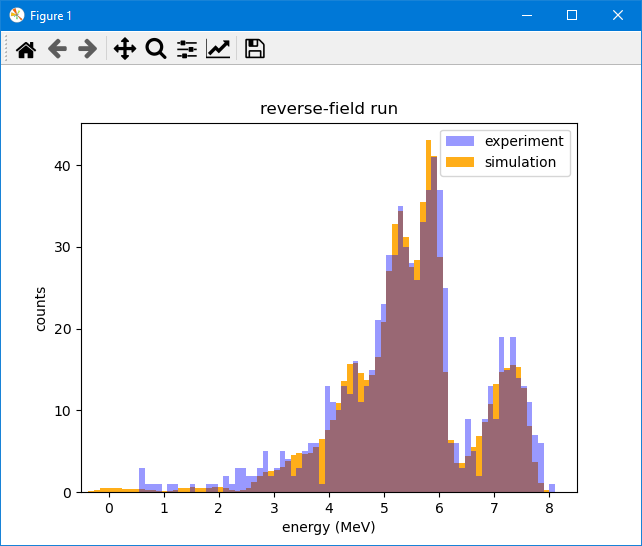 Figure 1
reverse-field run
experiment
simulation
counts
40
30
20
10
0
0 1 2 3 4 5 6 7 8
energy (MeV)